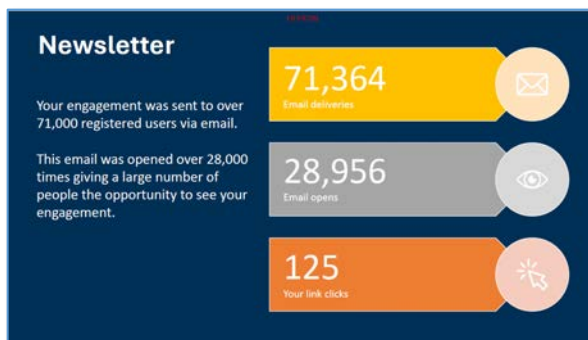 Newsletter
Your engagement was sent to over
71,000 registered users via email.
This email was opened over 28,000
times giving a large number of
people the opportunity to see your
engagement.
71,364
Email deliveries
28,956
Email opens
125
Your link clicks